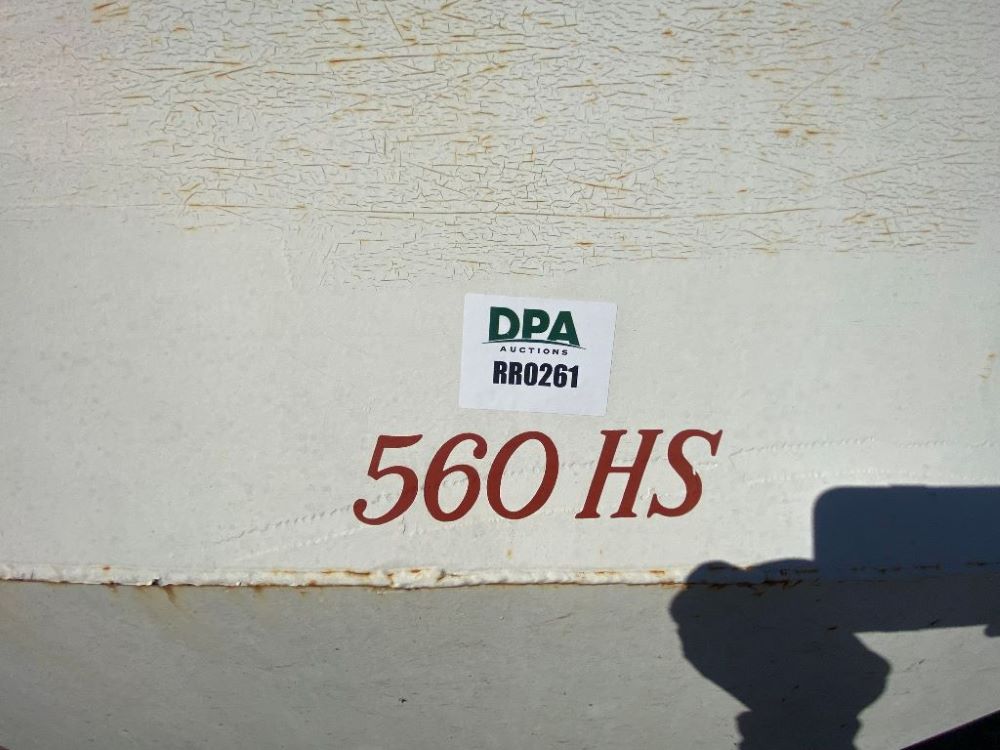 DPA
AUCTIONS
RR0261
560 HS